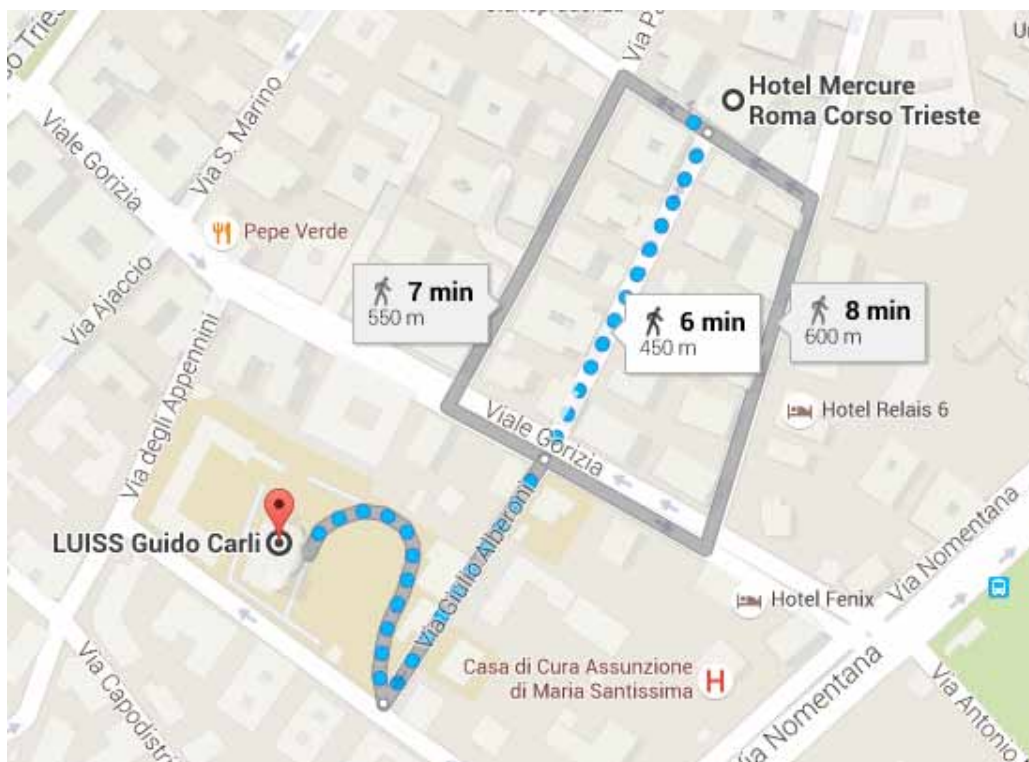 Hotel Mercure
Roma Corso Trieste
Viale Gorizia
Via S. Marino
Pepe Verde
Via Ajaccio
7 min
550 m
6 min
450 m
8 min
600 m
Via degli Appennini
Viale Gorizia
Hotel Relais 6
LUISS Guido Carli
Via Giulio Alberoni
Via Nomentana
Hotel Fenix
Casa di Cura Assunzione
di Maria Santissima
H
Via Nomentana
Via Antonio
Via Capodistri